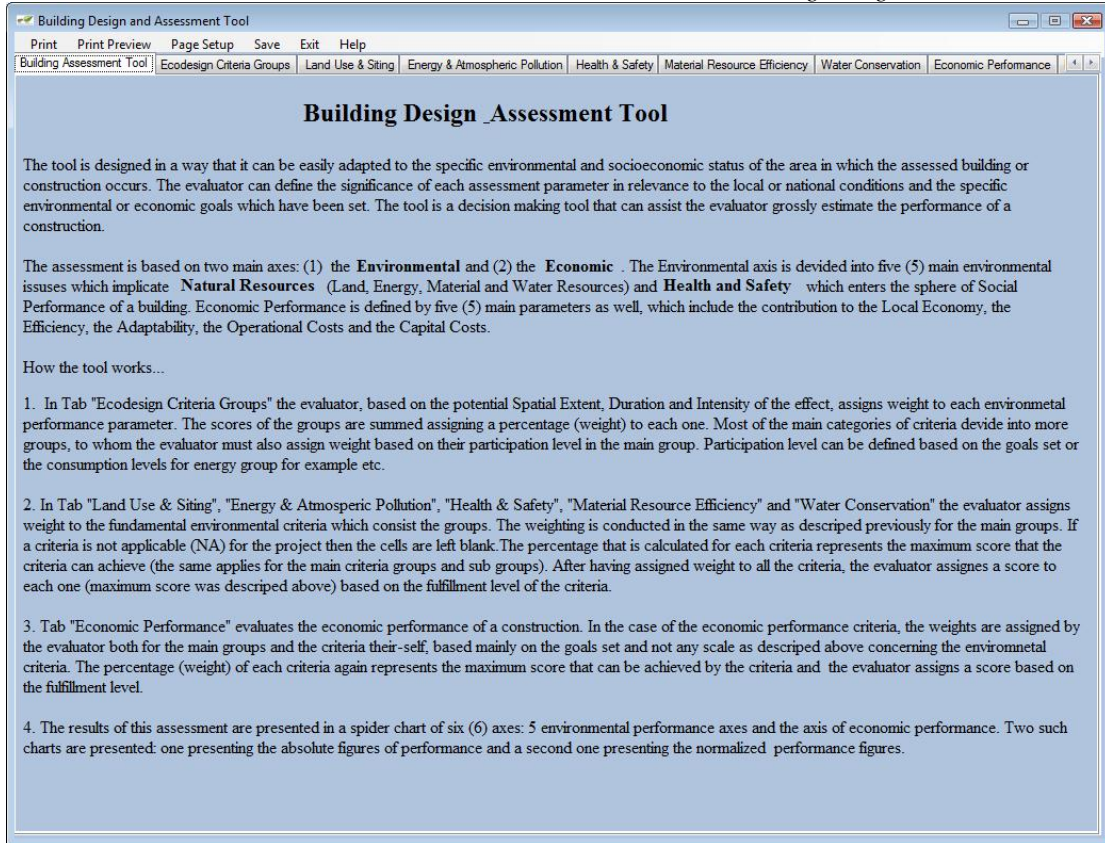 Building Design and Assessment Tool
Print Print Preview Page Setup Save Exit Help
Building Assessment Tool Ecodesign Criteria Groups Land Use & Siting Energy & Atmospheric Pollution Health & Safety Material Resource Efficiency Water Conservation Economic Performance
Building Design _Assessment Tool
The tool is designed in a way that it can be easily adapted to the specific environmental and socioeconomic status of the area in which the assessed building or
construction occurs. The evaluator can define the significance of each assessment parameter in relevance to the local or national conditions and the specific
environmental or economic goals which have been set. The tool is a decision making tool that can assist the evaluator grossly estimate the performance of a
construction.
The assessment is based on two main axes: (1) the Environmental and (2) the Economic . The Environmental axis is devided into five (5) main environmental
issuses which implicate Natural Resources (Land, Energy, Material and Water Resources) and Health and Safety which enters the sphere of Social
Performance of a building. Economic Performance is defined by five (5) main parameters as well, which include the contribution to the Local Economy, the
Efficiency, the Adaptability, the Operational Costs and the Capital Costs.
How the tool works...
1. In Tab "Ecodesign Criteria Groups" the evaluator, based on the potential Spatial Extent, Duration and Intensity of the effect, assigns weight to each environmetal
performance parameter. The scores of the groups are summed assigning a percentage (weight) to each one. Most of the main categories of criteria devide into more
groups, to whom the evaluator must also assign weight based on their participation level in the main group. Participation level can be defined based on the goals set or
the consumption levels for energy group for example etc.
2. In Tab "Land Use & Siting", "Energy & Atmosperic Pollution", "Health & Safety", "Material Resource Efficiency" and "Water Conservation" the evaluator assigns
weight to the fundamental environmental criteria which consist the groups. The weighting is conducted in the same way as descriped previously for the main groups. If
a criteria is not applicable (NA) for the project then the cells are left blank.The percentage that is calculated for each criteria represents the maximum score that the
criteria can achieve (the same applies for the main criteria groups and sub groups). After having assigned weight to all the criteria, the evaluator assignes a score to
each one (maximum score was descriped above) based on the fulfillment level of the criteria.
3. Tab "Economic Performance" evaluates the economic performance of a construction. In the case of the economic performance criteria, the weights are assigned by
the evaluator both for the main groups and the criteria their-self, based mainly on the goals set and not any scale as descriped above concerning the enviromnetal
criteria. The percentage (weight) of each criteria again represents the maximum score that can be achieved by the criteria and the evaluator assigns a score based on
the fulfillment level.
4. The results of this assessment are presented in a spider chart of six (6) axes: 5 environmental performance axes and the axis of economic performance. Two such
charts are presented: one presenting the absolute figures of performance and a second one presenting the normalized performance figures.